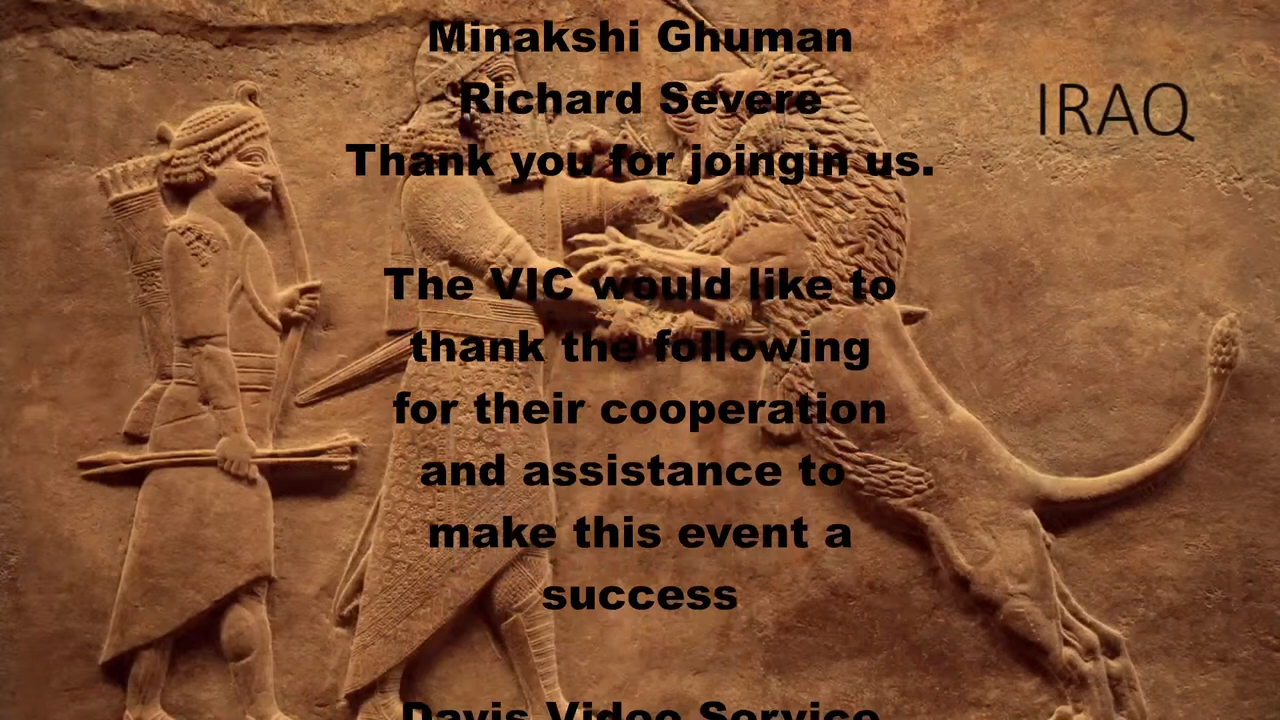 Minakshi Ghuman
Richard Severe
IRAQ
Thank you for joingin us.
The VIC would like to
thank the following
for their cooperation
and assistance to
make this event a
success
Davis Video Service